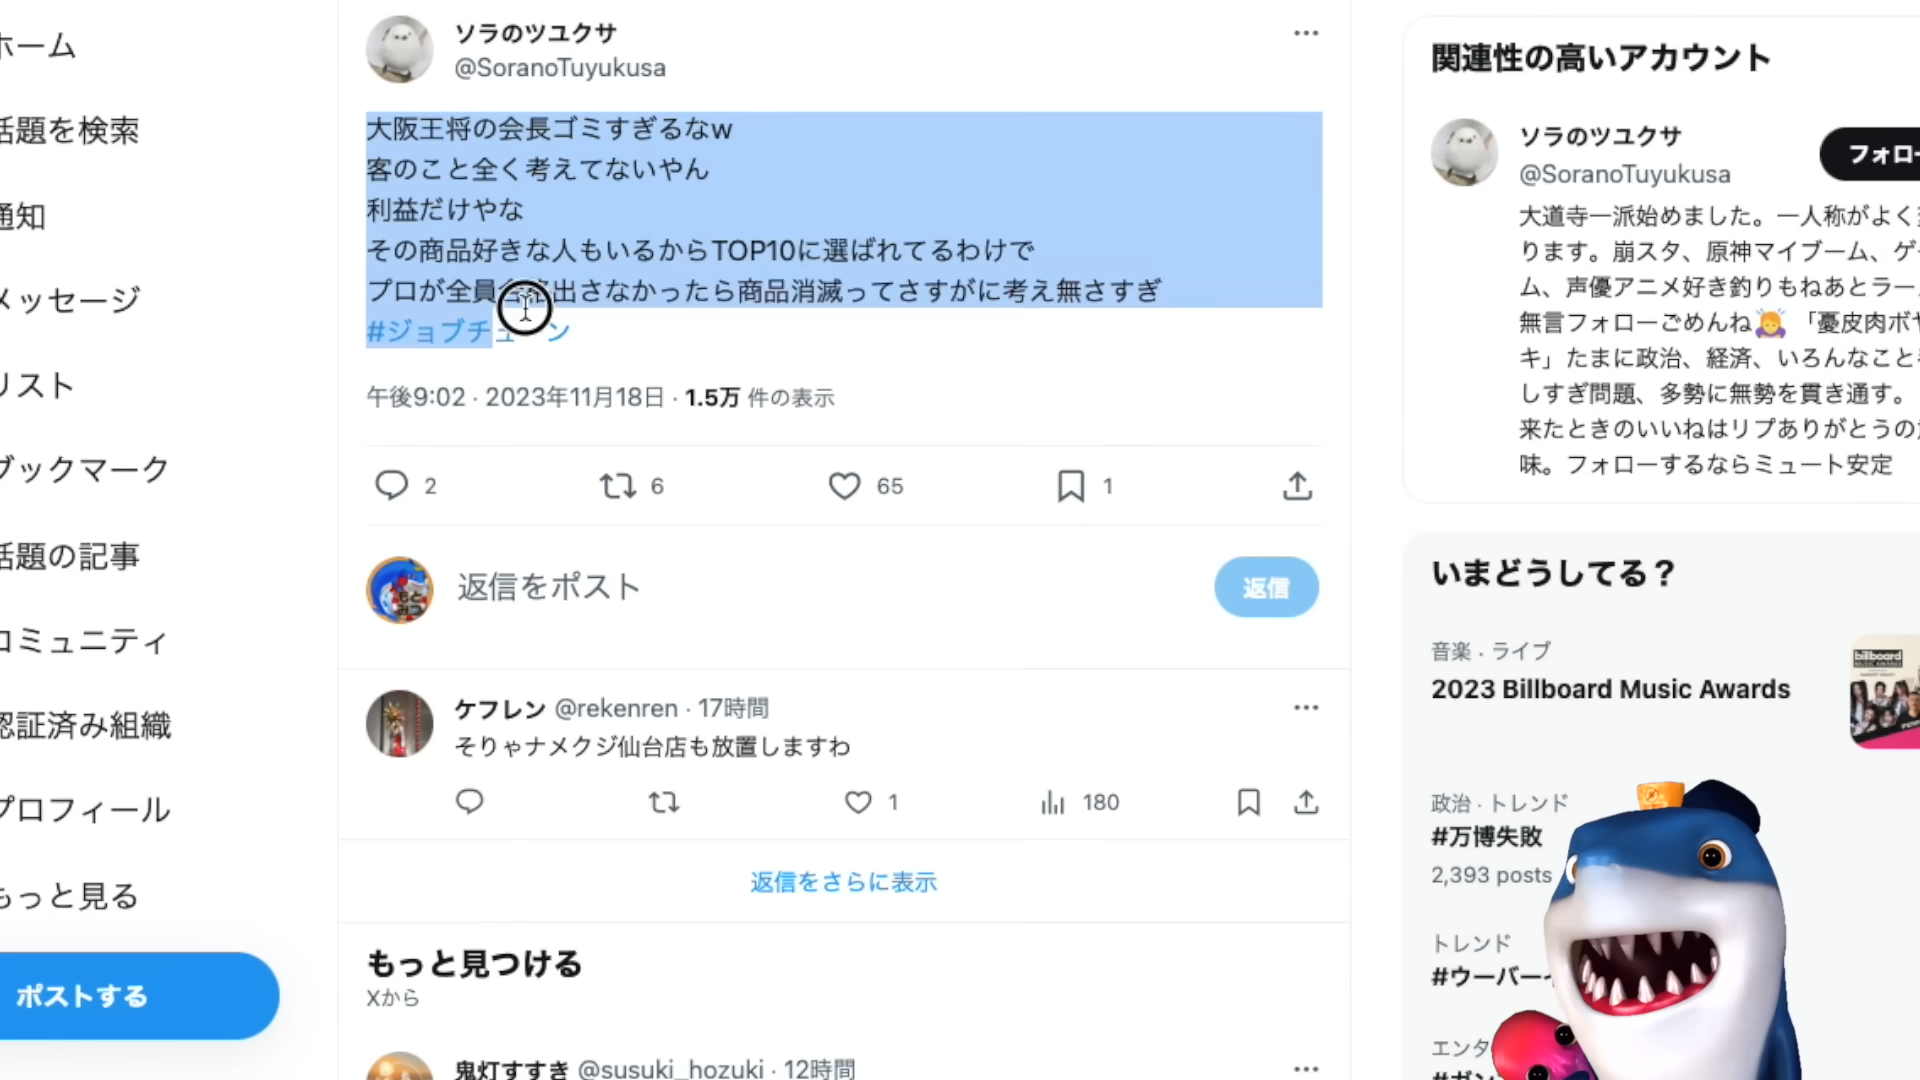 ホーム
話題を検索
通知
メッセージ
リスト
ブックマーク
話題の記事
コミュニティ
認証済み組織
プロフィール
もっと見る
ポストする
ソラのツユクサ
@SoranoTuyukusa
大阪王将の会長ゴミすぎるなw
客のこと全く考えてないやん
利益だけやな
その商品好きな人もいるからTOP10に選ばれてるわけで
プロが全員合格出さなかったら商品消滅ってさすがに考え無さすぎ
#ジョブチューン
午後9:02 · 2023年11月18日 · 1.5万 件の表示
2
6
65
1
もとみつ
返信をポスト
返信
ケフレン @rekenren · 17時間
そりゃナメクジ仙台店も放置しますわ
1
180
返信をさらに表示
もっと見つける
Xから
鬼灯すすき @susuki_hozuki · 12時間
関連性の高いアカウント
ソラのツユクサ
@SoranoTuyukusa
フォロー
大道寺一派始めました。一人称がよく
ります。崩スタ、原神マイブーム、ゲー
ム、声優アニメ好き釣りもねあとラー
無言フォローごめんね🙇「憂皮肉ボヤ
キ」たまに政治、経済、いろんなこと
しすぎ問題、多勢に無勢を貫き通す。
来たときのいいねはリプありがとうの
味。フォローするならミュート安定
いまどうしてる？
音楽 · ライブ
2023 Billboard Music Awards
billboard
政治 · トレンド
#万博失敗
2,393 posts
トレンド
#ウーバー
エンタ